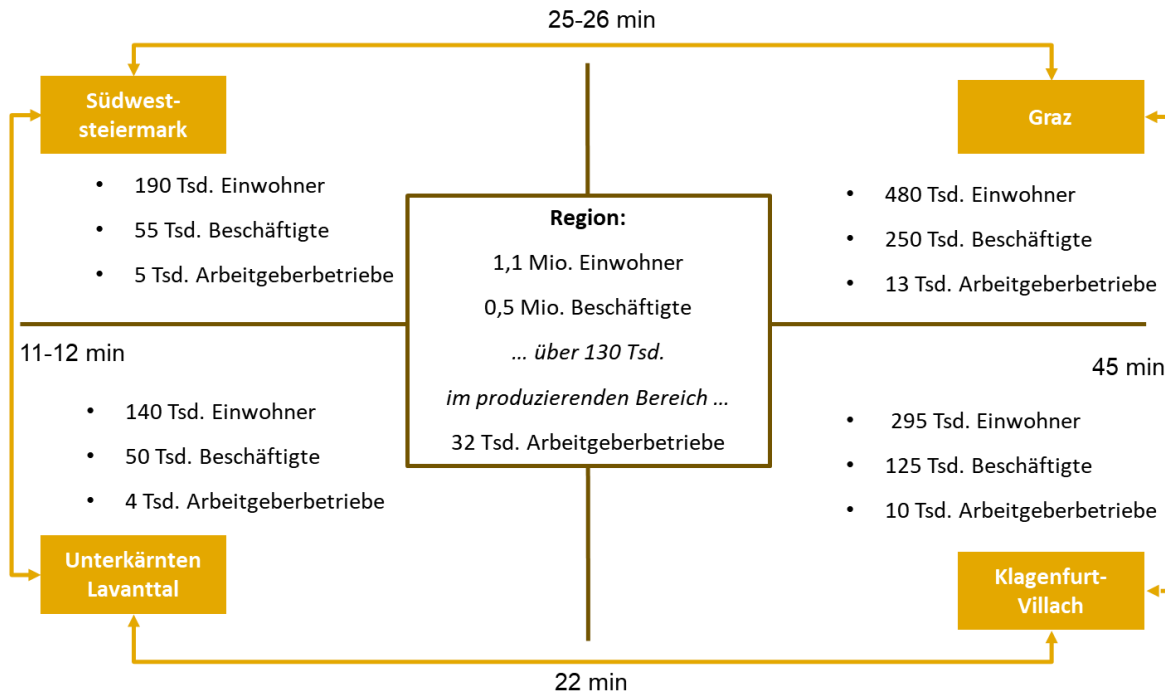 25-26 min
Südwest-
steiermark
Graz
• 190 Tsd. Einwohner
• 55 Tsd. Beschäftigte
• 5 Tsd. Arbeitgeberbetriebe
• 480 Tsd. Einwohner
• 250 Tsd. Beschäftigte
• 13 Tsd. Arbeitgeberbetriebe
Region:
1,1 Mio. Einwohner
0,5 Mio. Beschäftigte
... über 130 Tsd.
im produzierenden Bereich ...
32 Tsd. Arbeitgeberbetriebe
11-12 min
45 min
• 140 Tsd. Einwohner
• 50 Tsd. Beschäftigte
• 4 Tsd. Arbeitgeberbetriebe
• 295 Tsd. Einwohner
• 125 Tsd. Beschäftigte
• 10 Tsd. Arbeitgeberbetriebe
Unterkärnten
Lavanttal
Klagenfurt-
Villach
22 min